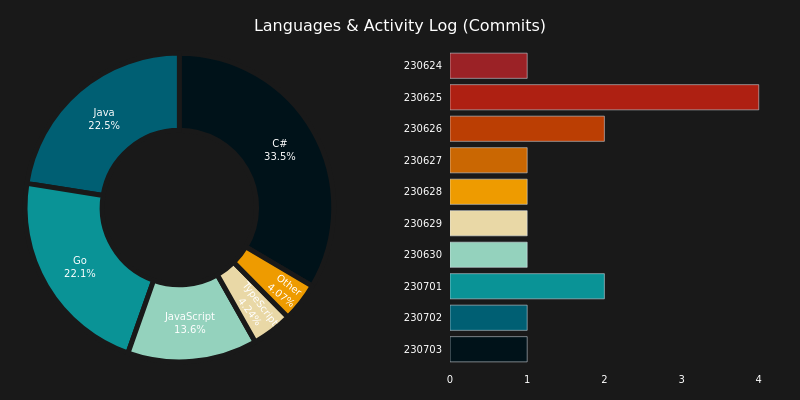 Languages & Activity Log (Commits)
C#
33.5%
Java
22.5%
Go
22.1%
JavaScript
13.6%
TypeScript
4.24%
Other
4.07%
230624
230625
230626
230627
230628
230629
230630
230701
230702
230703
0 1 2 3 4